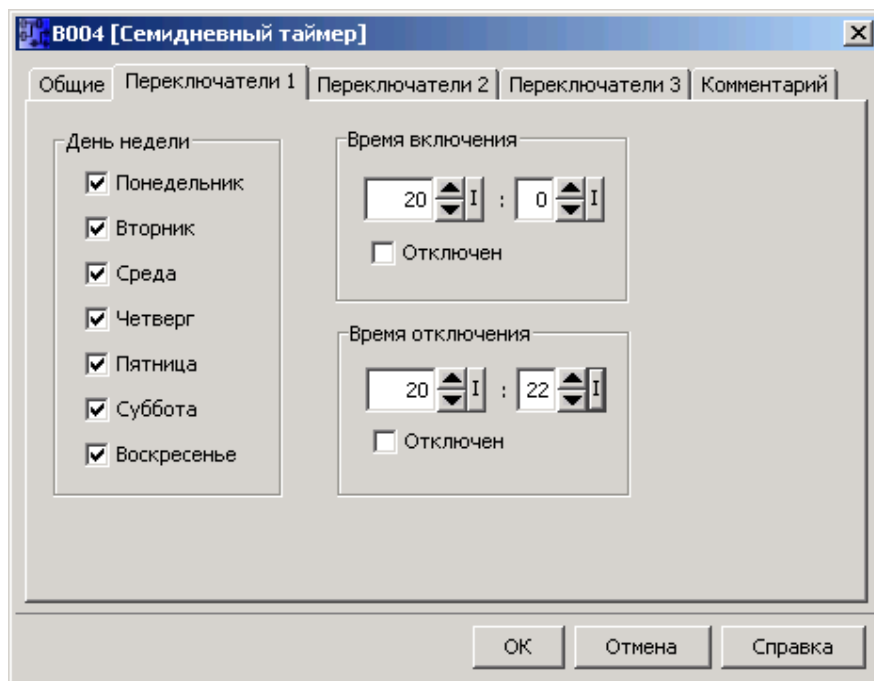 B004 [Семидневный таймер]
Общие Переключатели 1 Переключатели 2 Переключатели 3 Комментарий
День недели
Понедельник
Вторник
Среда
Четверг
Пятница
Суббота
Воскресенье
Время включения
20 : 0
Отключен
Время отключения
20 : 22
Отключен
ОК Отмена Справка